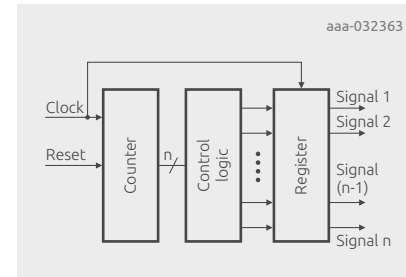 aaa-032363
Clock
Reset
Counter
n
Control
logic
Register
Signal 1
Signal 2
Signal
(n-1)
Signal n